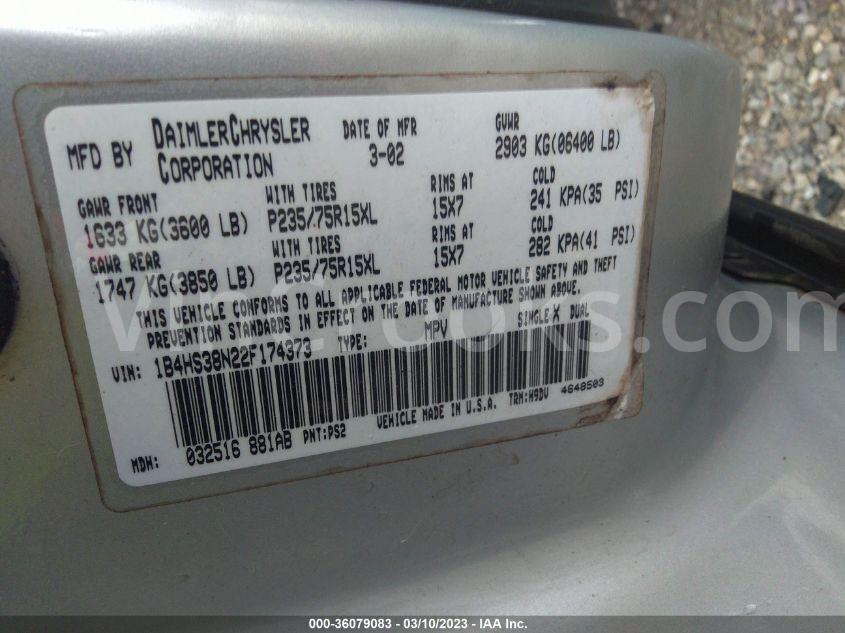 MFD BY DAIMLERCHRYSLER CORPORATION
DATE OF MFR 3-02
GVWR 2903 KG(06400 LB)
GAWR FRONT WITH TIRES RIMS AT COLD
1633 KG(3600 LB) P235/75R15XL 15X7 241 KPA(35 PSI)
GAWR REAR WITH TIRES RIMS AT COLD
1747 KG(3850 LB) P235/75R15XL 15X7 282 KPA(41 PSI)
THIS VEHICLE CONFORMS TO ALL APPLICABLE FEDERAL MOTOR VEHICLE SAFETY AND THEFT
PREVENTION STANDARDS IN EFFECT ON THE DATE OF MANUFACTURE SHOWN ABOVE.
VIN: 1B4HS38N22F174373 TYPE: MPV SINGLE X DUAL
MDH: 032516 881AB PNT:PS2 VEHICLE MADE IN U.S.A. TRM:H9DV 4648503
VinCrooks.com
000-36079083 - 03/10/2023 - IAA Inc.